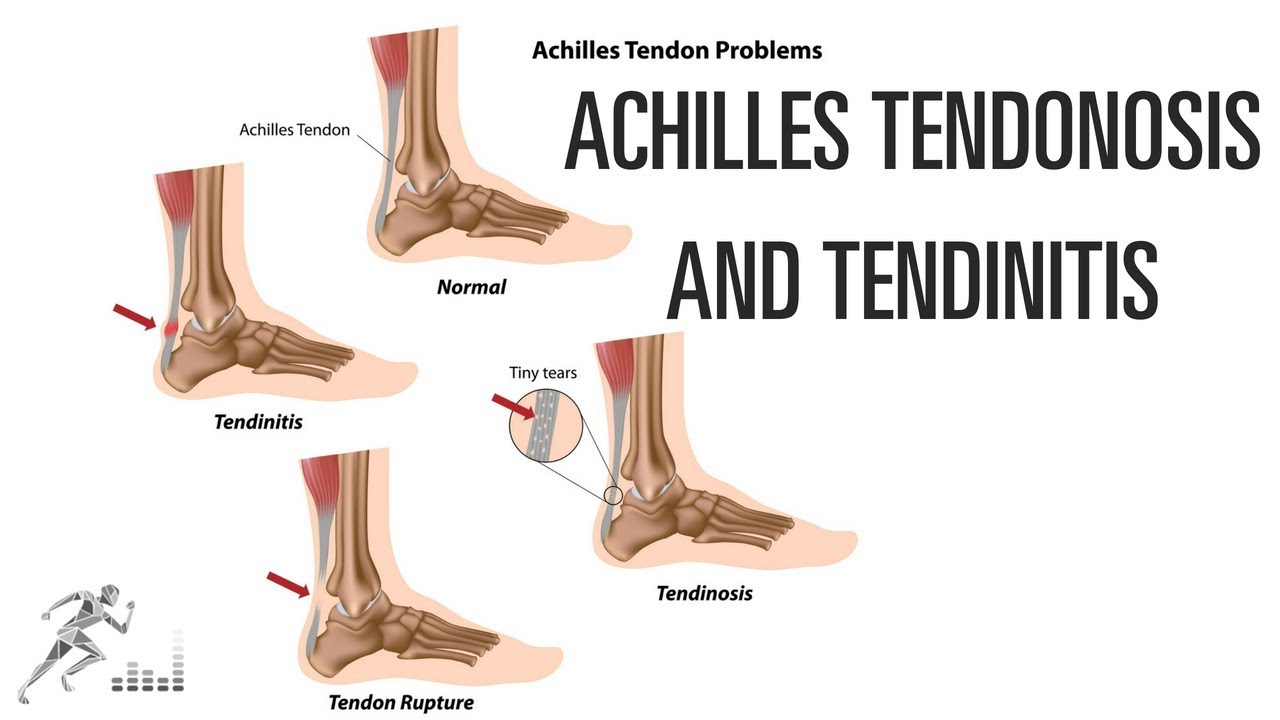 Achilles Tendon Problems
ACHILLES TENDONOSIS
AND TENDINITIS
Achilles Tendon
Normal
Tendinitis
Tiny tears
Tendinosis
Tendon Rupture